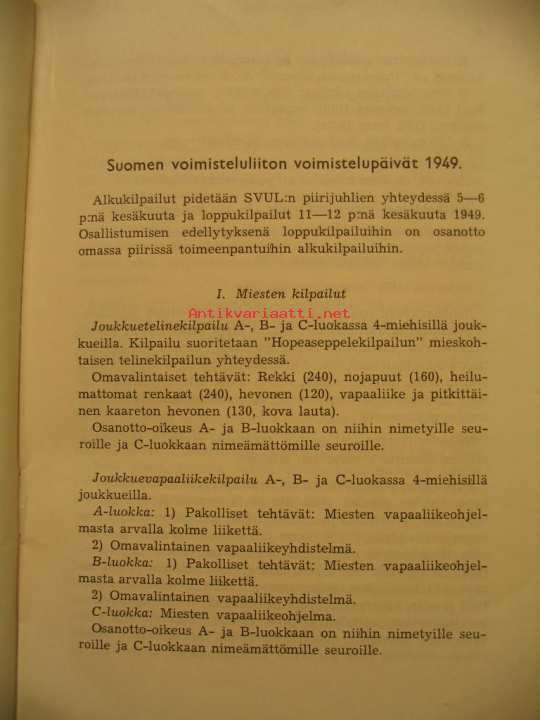 Suomen voimisteluliiton voimistelupäivät 1949.
Alkukilpailut pidetään SVUL:n piirijuhlien yhteydessä 5—6
p:nä kesäkuuta ja loppukilpailut 11—12 p:nä kesäkuuta 1949.
Osallistumisen edellytyksenä loppukilpailuihin on osanotto
omassa piirissä toimeenpantuihin alkukilpailuihin.
I. Miesten kilpailut
Antikvariaatti.net
Joukkuetelinekilpailu A-, B- ja C-luokassa 4-miehisillä jouk-
kueilla. Kilpailu suoritetaan "Hopeaseppelekilpailun" mieskoh-
taisen telinekilpailun yhteydessä.
Omavalintaiset tehtävät: Rekki (240), nojapuut (160), heilu-
mattomat renkaat (240), hevonen (120), vapaaliike ja pitkittäi-
nen kaareton hevonen (130, kova lauta).
Osanotto-oikeus A- ja B-luokkaan on niihin nimetyille seu-
roille ja C-luokkaan nimeämättömille seuroille.
Joukkuevapaaliikekilpailu A-, B- ja C-luokassa 4-miehisillä
joukkueilla.
A-luokka: 1) Pakolliset tehtävät: Miesten vapaaliikeohjel-
masta arvalla kolme liikettä.
2) Omavalintainen vapaaliikeyhdistelmä.
B-luokka: 1) Pakolliset tehtävät: Miesten vapaaliikeohjel-
masta arvalla kolme liikettä.
2) Omavalintainen vapaaliikeyhdistelmä.
C-luokka: Miesten vapaaliikeohjelma.
Osanotto-oikeus A- ja B-luokkaan on niihin nimetyille seu-
roille ja C-luokkaan nimeämättömille seuroille.